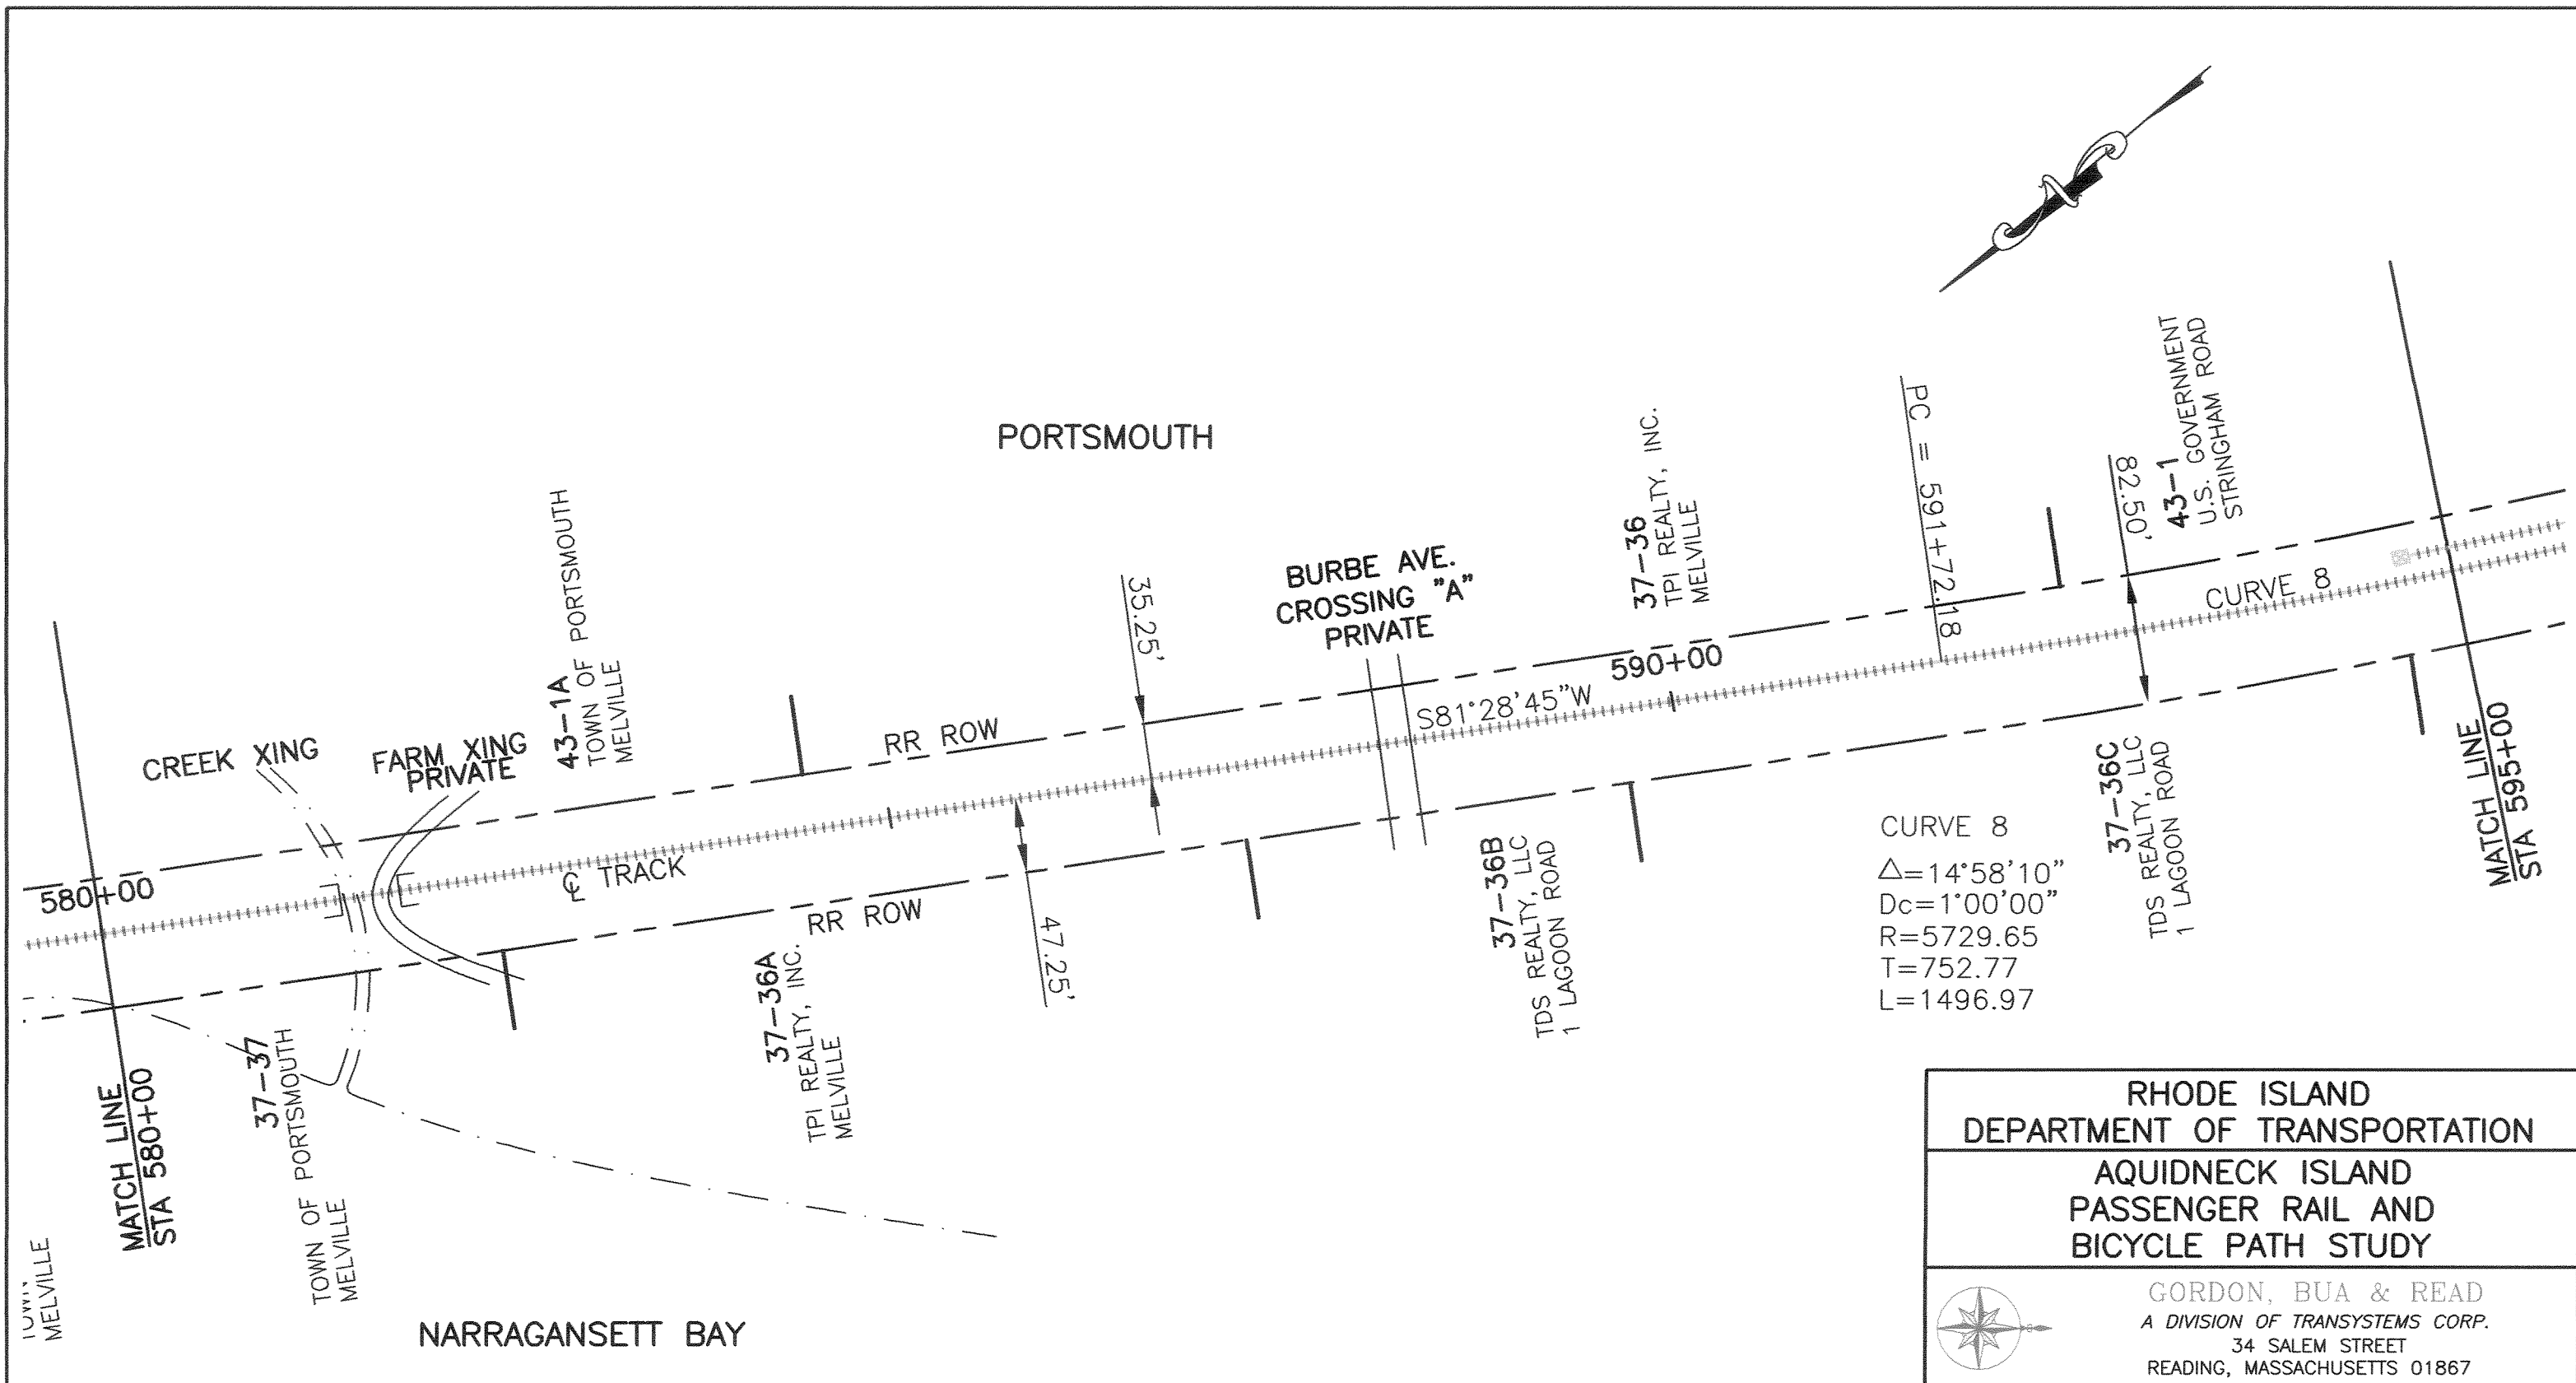 PORTSMOUTH
CREEK XING
FARM XING
PRIVATE
43-1A
TOWN OF PORTSMOUTH
MELVILLE
RR ROW
35.25'
BURBE AVE.
CROSSING "A"
PRIVATE
37-36
TPI REALTY, INC.
MELVILLE
PC = 591+72.18
82.50'
43-1
U.S. GOVERNMENT
STRINGHAM ROAD
580+00
℄ TRACK
S81°28'45"W
590+00
CURVE 8
MATCH LINE
STA 580+00
37-37
TOWN OF PORTSMOUTH
MELVILLE
37-36A
TPI REALTY, INC.
MELVILLE
RR ROW
47.25'
37-36B
TDS REALTY, LLC
1 LAGOON ROAD
37-36C
TDS REALTY, LLC
1 LAGOON ROAD
MATCH LINE
STA 595+00
CURVE 8
△=14°58'10"
Dc=1°00'00"
R=5729.65
T=752.77
L=1496.97
MELVILLE
NARRAGANSETT BAY
RHODE ISLAND
DEPARTMENT OF TRANSPORTATION
AQUIDNECK ISLAND
PASSENGER RAIL AND
BICYCLE PATH STUDY
GORDON, BUA & READ
A DIVISION OF TRANSYSTEMS CORP.
34 SALEM STREET
READING, MASSACHUSETTS 01867